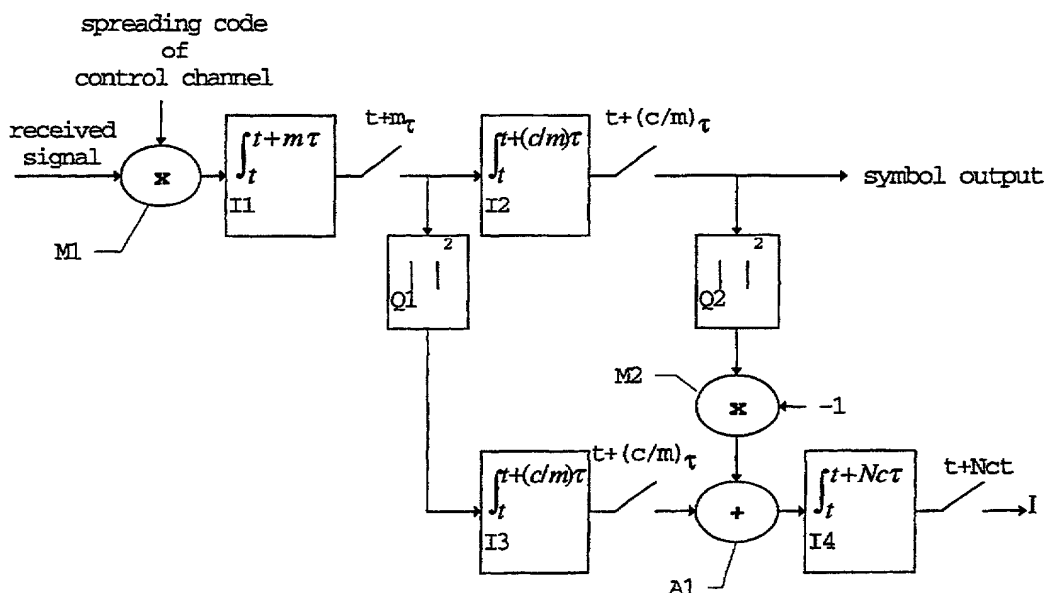 spreading code
of
control channel
received
signal
x
M1
∫ₜ t+mτ
I1
t+mτ
∫ₜ t+(c/m)τ
I2
t+(c/m)τ
symbol output
| |²
Q1
| |²
Q2
M2
x
-1
∫ₜ t+(c/m)τ
I3
t+(c/m)τ
+
A1
∫ₜ t+Ncτ
I4
t+Nct
I